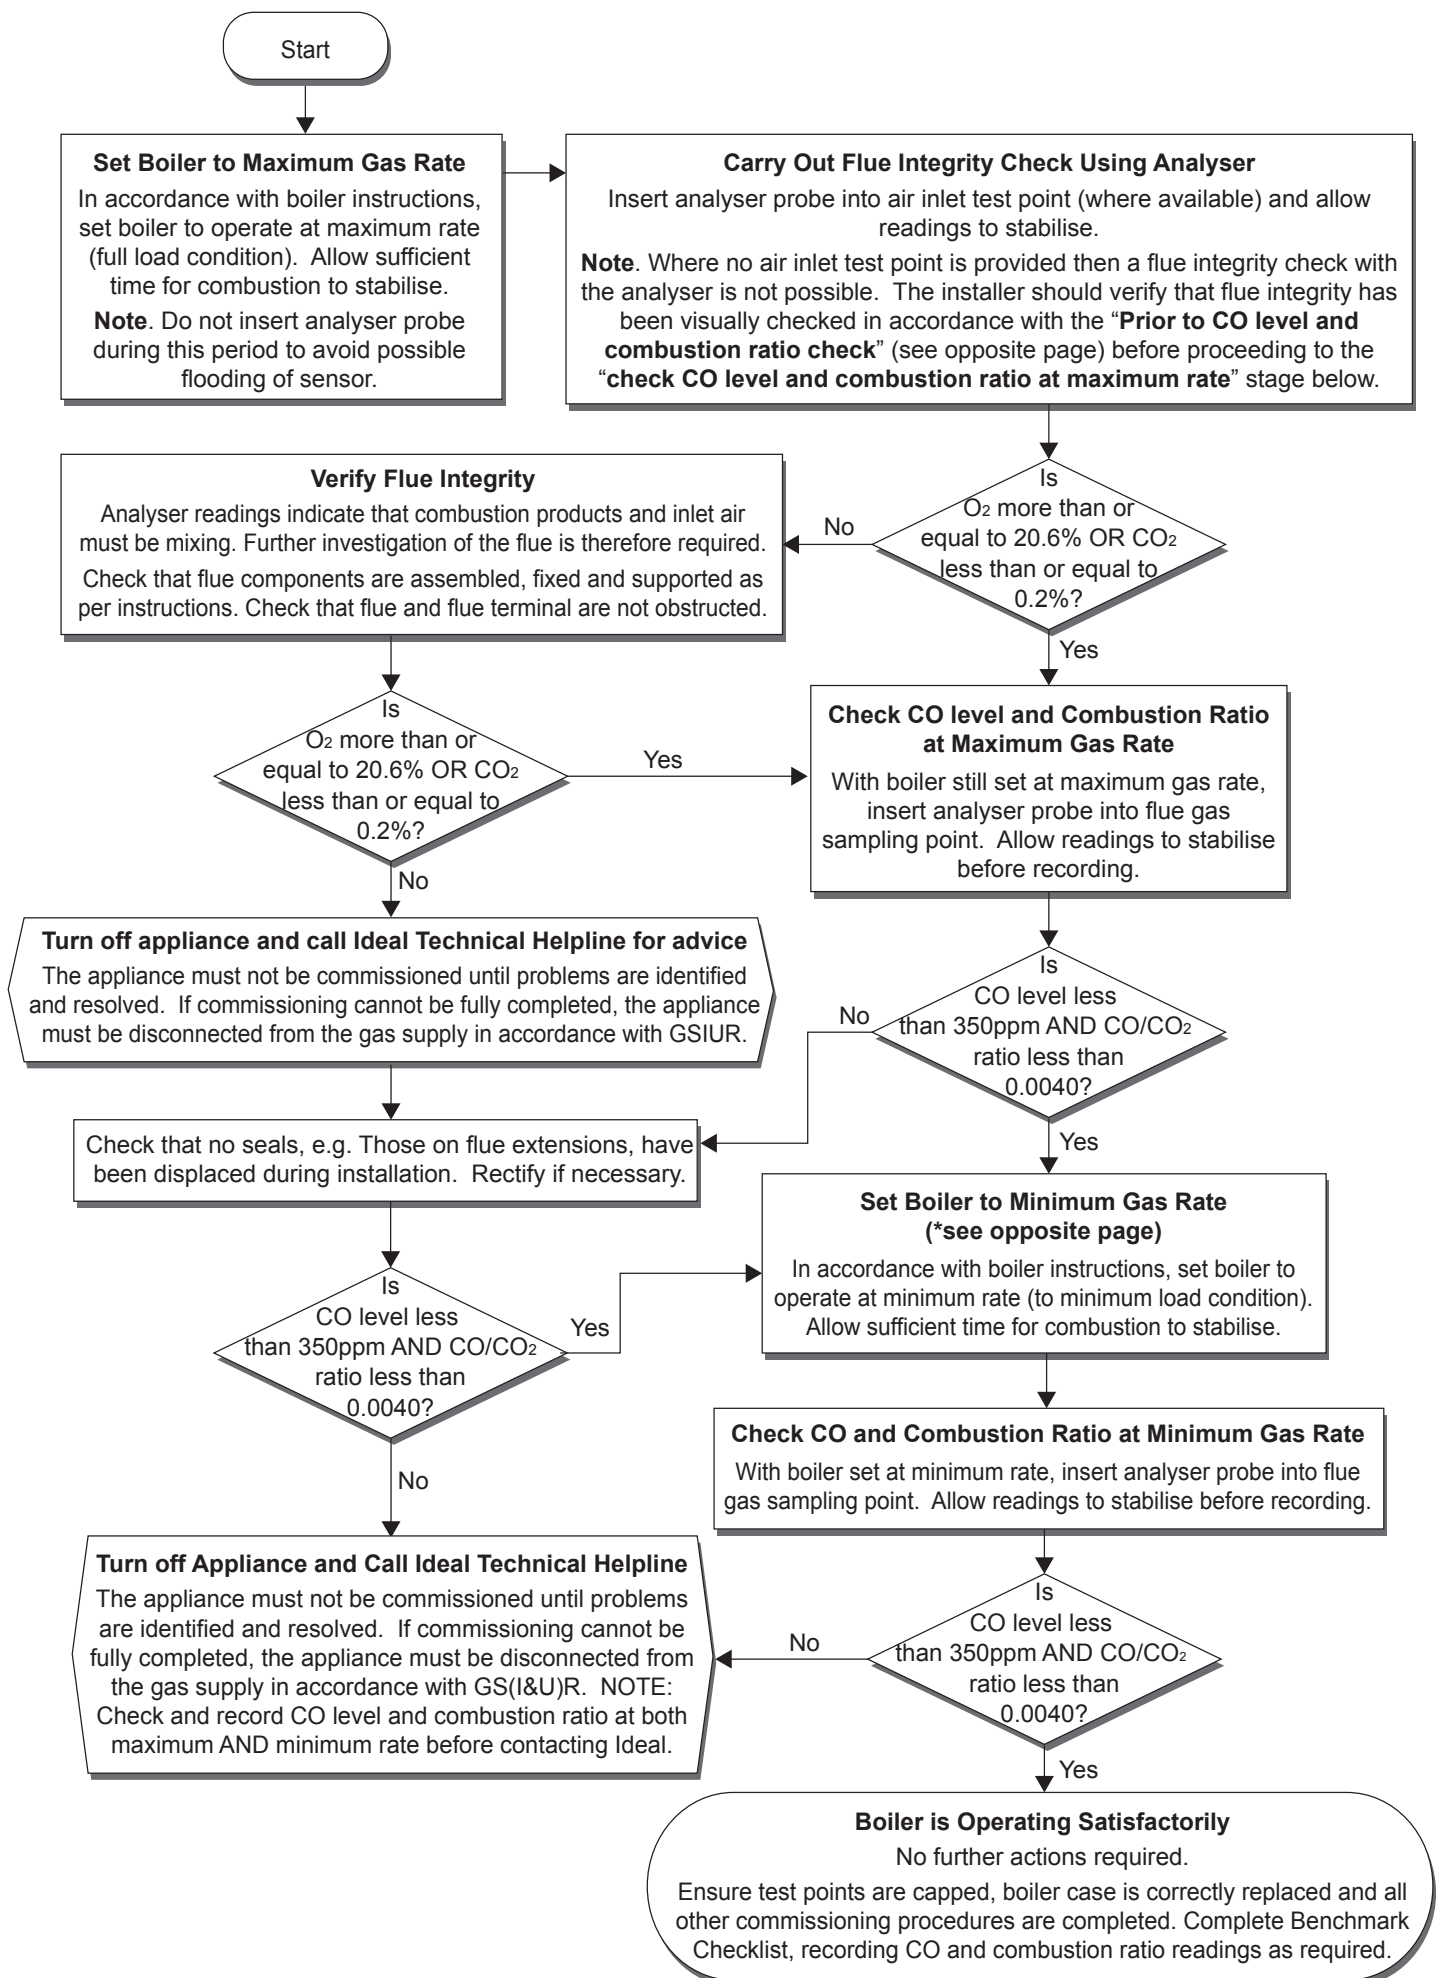 Start
Set Boiler to Maximum Gas Rate
In accordance with boiler instructions,
set boiler to operate at maximum rate
(full load condition). Allow sufficient
time for combustion to stabilise.
Note. Do not insert analyser probe
during this period to avoid possible
flooding of sensor.
Carry Out Flue Integrity Check Using Analyser
Insert analyser probe into air inlet test point (where available) and allow
readings to stabilise.
Note. Where no air inlet test point is provided then a flue integrity check with
the analyser is not possible. The installer should verify that flue integrity has
been visually checked in accordance with the “Prior to CO level and
combustion ratio check” (see opposite page) before proceeding to the
“check CO level and combustion ratio at maximum rate” stage below.
Is
O2 more than or
equal to 20.6% OR CO2
less than or equal to
0.2%?
No
Yes
Verify Flue Integrity
Analyser readings indicate that combustion products and inlet air
must be mixing. Further investigation of the flue is therefore required.
Check that flue components are assembled, fixed and supported as
per instructions. Check that flue and flue terminal are not obstructed.
Is
O2 more than or
equal to 20.6% OR CO2
less than or equal to
0.2%?
Yes
No
Check CO level and Combustion Ratio
at Maximum Gas Rate
With boiler still set at maximum gas rate,
insert analyser probe into flue gas
sampling point. Allow readings to stabilise
before recording.
Turn off appliance and call Ideal Technical Helpline for advice
The appliance must not be commissioned until problems are identified
and resolved. If commissioning cannot be fully completed, the appliance
must be disconnected from the gas supply in accordance with GSIUR.
Is
CO level less
than 350ppm AND CO/CO2
ratio less than
0.0040?
No
Yes
Check that no seals, e.g. Those on flue extensions, have
been displaced during installation. Rectify if necessary.
Set Boiler to Minimum Gas Rate
(*see opposite page)
In accordance with boiler instructions, set boiler to
operate at minimum rate (to minimum load condition).
Allow sufficient time for combustion to stabilise.
Is
CO level less
than 350ppm AND CO/CO2
ratio less than
0.0040?
Yes
No
Check CO and Combustion Ratio at Minimum Gas Rate
With boiler set at minimum rate, insert analyser probe into flue
gas sampling point. Allow readings to stabilise before recording.
Turn off Appliance and Call Ideal Technical Helpline
The appliance must not be commissioned until problems
are identified and resolved. If commissioning cannot be
fully completed, the appliance must be disconnected from
the gas supply in accordance with GS(I&U)R. NOTE:
Check and record CO level and combustion ratio at both
maximum AND minimum rate before contacting Ideal.
Is
CO level less
than 350ppm AND CO/CO2
ratio less than
0.0040?
No
Yes
Boiler is Operating Satisfactorily
No further actions required.
Ensure test points are capped, boiler case is correctly replaced and all
other commissioning procedures are completed. Complete Benchmark
Checklist, recording CO and combustion ratio readings as required.